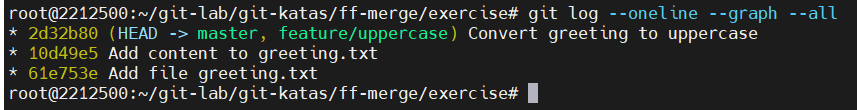 root@2212500:~/git-lab/git-katas/ff-merge/exercise# git log --oneline --graph --all
* 2d32b80 (HEAD -> master, feature/uppercase) Convert greeting to uppercase
* 10d49e5 Add content to greeting.txt
* 61e753e Add file greeting.txt
root@2212500:~/git-lab/git-katas/ff-merge/exercise#